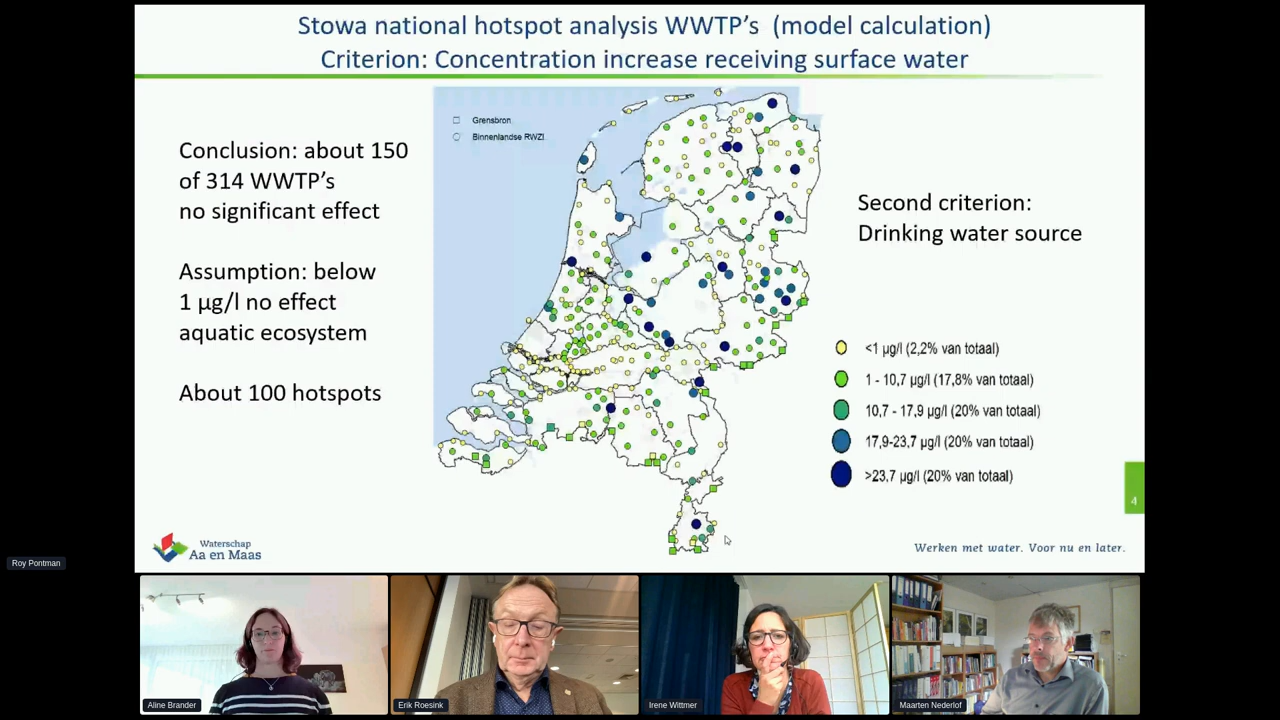 Stowa national hotspot analysis WWTP's (model calculation)
Criterion: Concentration increase receiving surface water
Grensbron
Binnenlandse RWZI
Conclusion: about 150
of 314 WWTP's
no significant effect
Assumption: below
1 µg/l no effect
aquatic ecosystem
About 100 hotspots
Second criterion:
Drinking water source
<1 µg/l (2,2% van totaal)
1 - 10,7 µg/l (17,8% van totaal)
10,7 - 17,9 µg/l (20% van totaal)
17,9-23,7 µg/l (20% van totaal)
>23,7 µg/l (20% van totaal)
4
Waterschap
Aa en Maas
Werken met water. Voor nu en later.
Roy Pontman
Aline Brander
Erik Roesink
Irene Wittmer
Maarten Nederlof